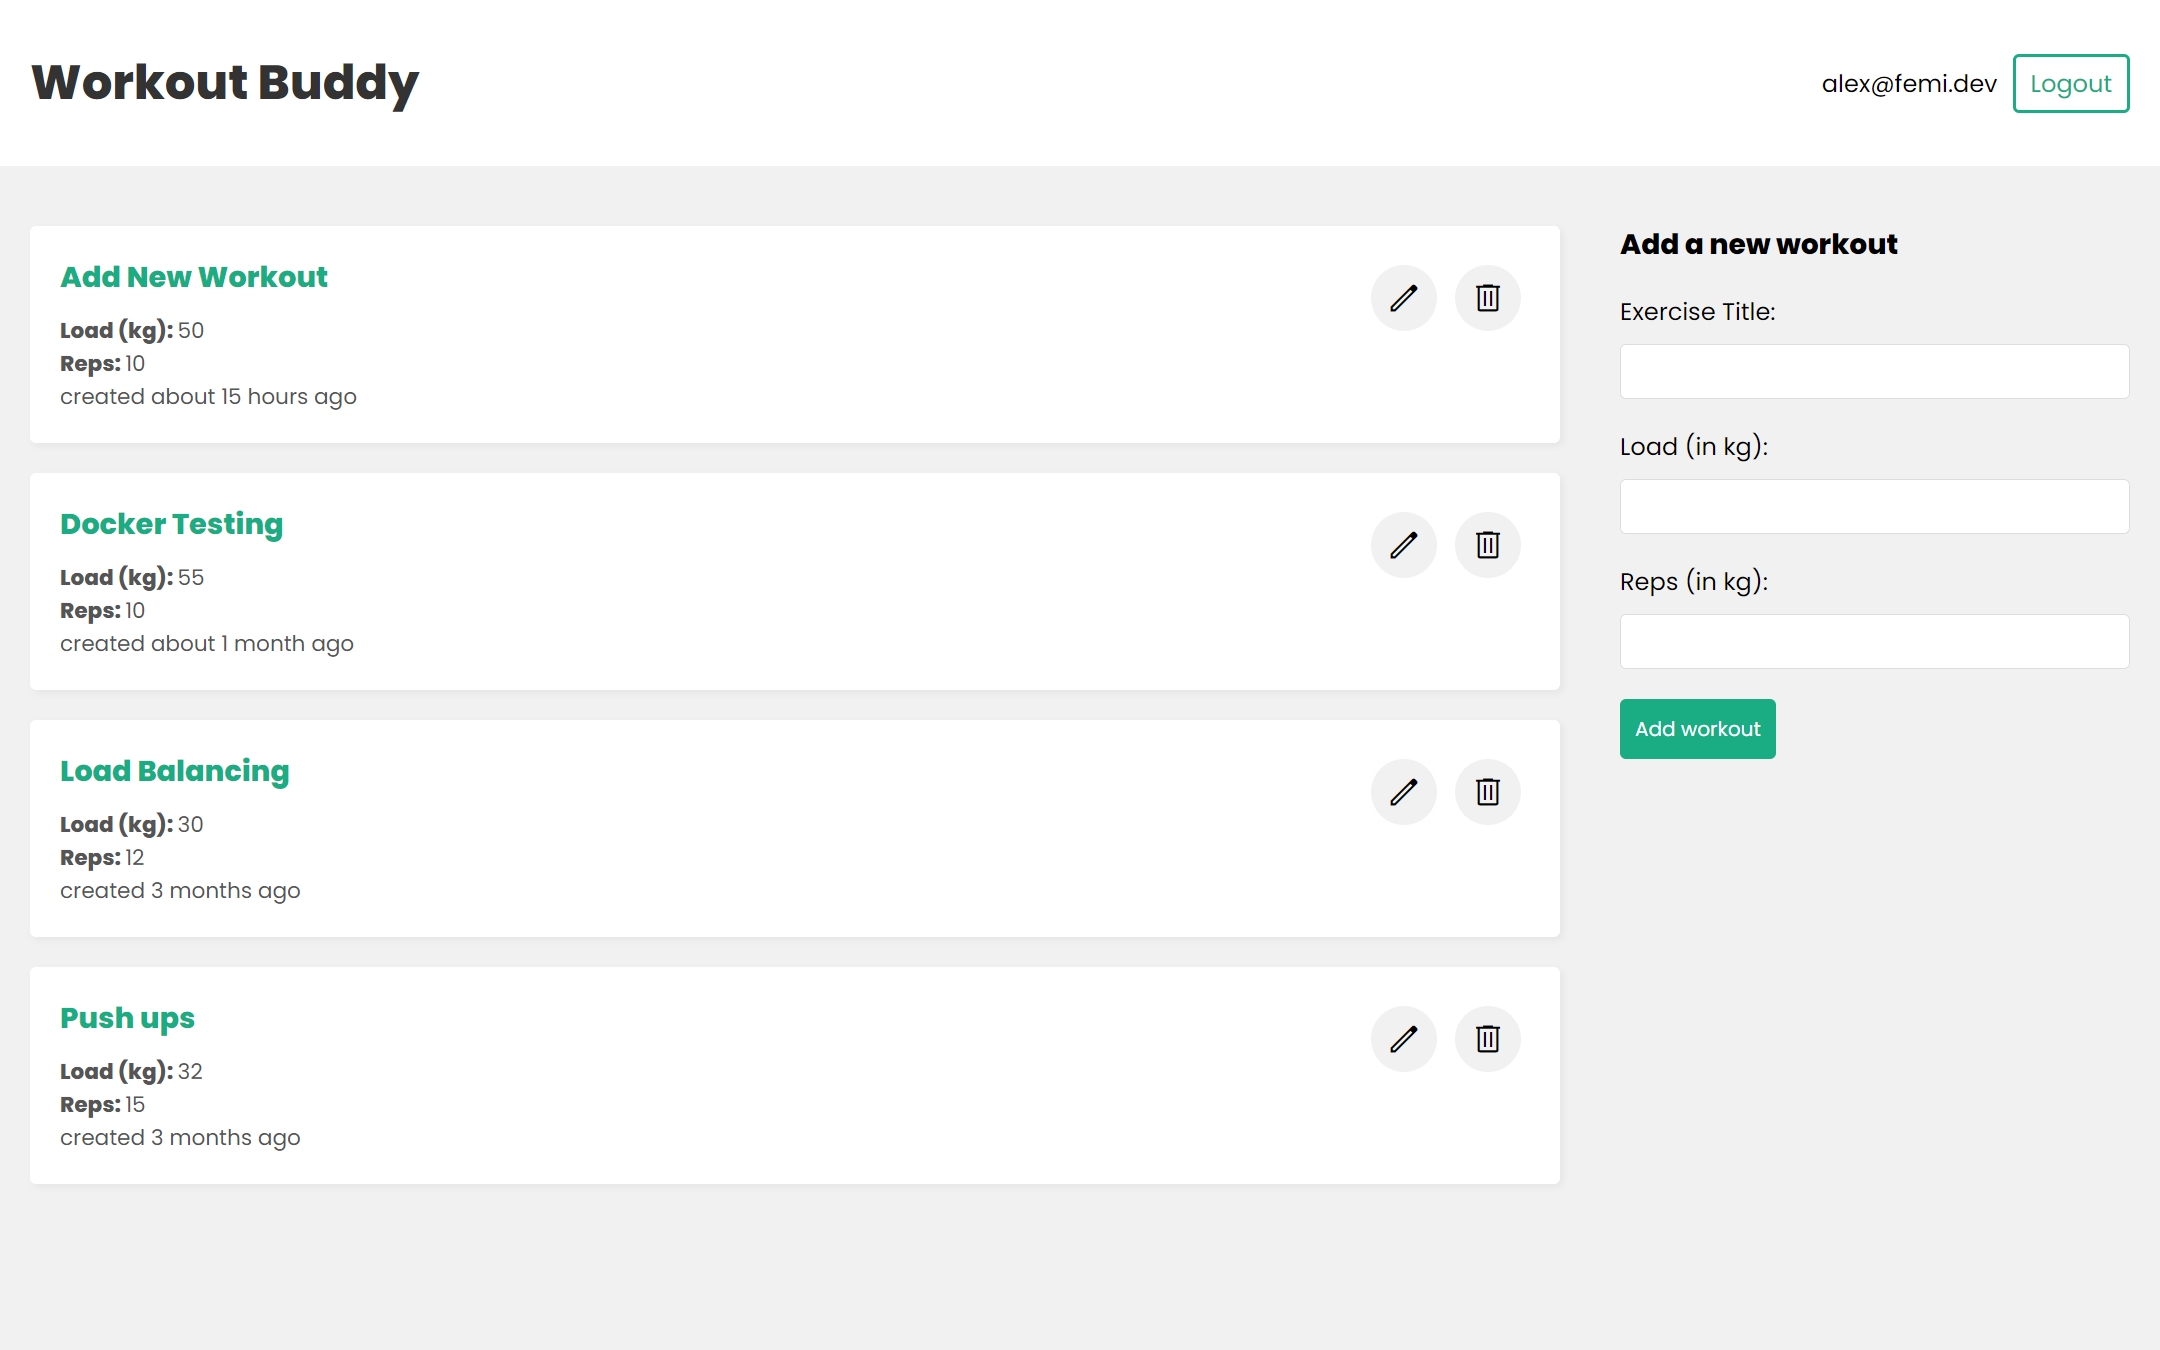 Workout Buddy
alex@femi.dev
Logout
Add New Workout
Load (kg): 50
Reps: 10
created about 15 hours ago
Docker Testing
Load (kg): 55
Reps: 10
created about 1 month ago
Load Balancing
Load (kg): 30
Reps: 12
created 3 months ago
Push ups
Load (kg): 32
Reps: 15
created 3 months ago
Add a new workout
Exercise Title:
Load (in kg):
Reps (in kg):
Add workout